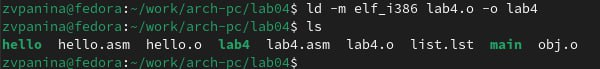 zvpanina@fedora:~/work/arch-pc/lab04$ ld -m elf_i386 lab4.o -o lab4
zvpanina@fedora:~/work/arch-pc/lab04$ ls
hello hello.asm hello.o lab4 lab4.asm lab4.o list.lst main obj.o
zvpanina@fedora:~/work/arch-pc/lab04$